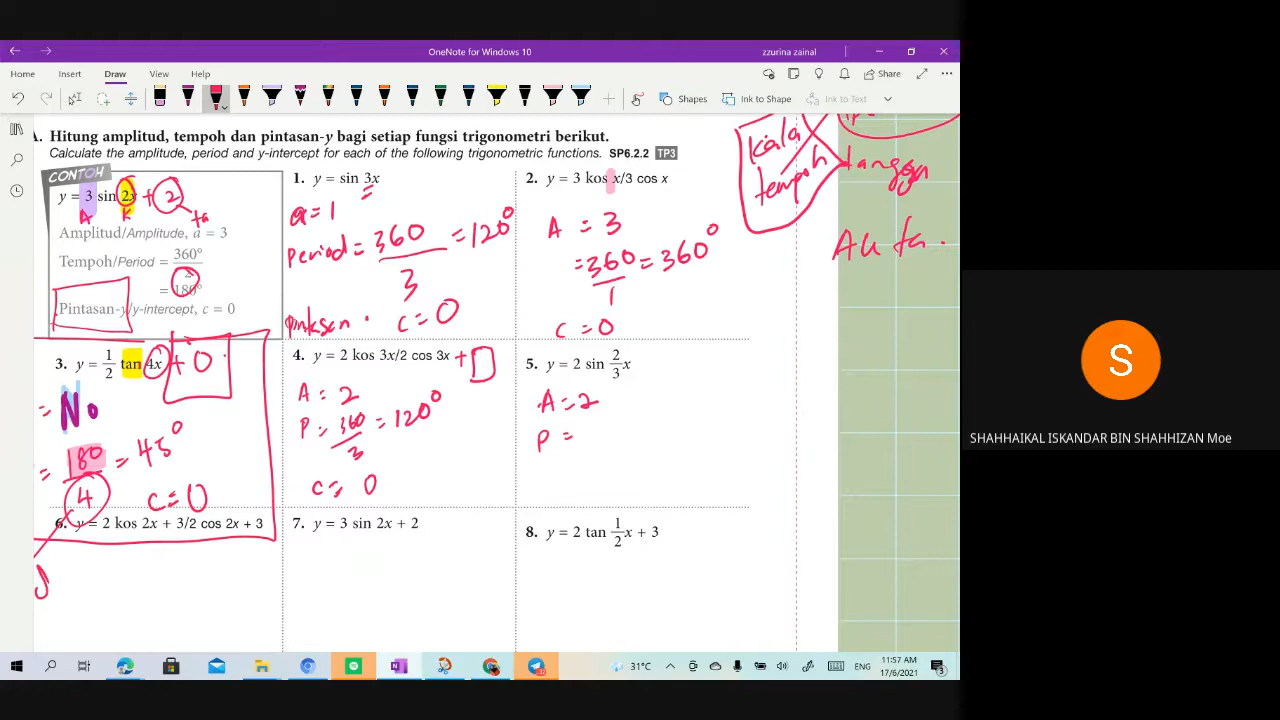 OneNote for Windows 10
zzurina zainal
Home Insert Draw View Help
Share
Shapes
Ink to Shape
Ink to Text
A. Hitung amplitud, tempoh dan pintasan-y bagi setiap fungsi trigonometri berikut.
Calculate the amplitude, period and y-intercept for each of the following trigonometric functions. SP6.2.2 TP3
CONTOH
y = 3 sin 2x + 2
A K
Amplitud/Amplitude, a = 3
Tempoh/Period = 360°
2
= 180°
Pintasan-y/y-intercept, c = 0
1. y = sin 3x
a = 1
Period = 360 = 120°
3
c = 0
2. y = 3 kos x/3 cos x
A = 3
= 360 = 360°
1
c = 0
kala
tempoh
tangga
3. y = 1/2 tan 4x + 0
= No
= 180 = 45°
4
c = 0
4. y = 2 kos 3x/2 cos 3x +
A = 2
P = 360 = 120°
3
c = 0
5. y = 2 sin 2/3 x
A = 2
P =
6. y = 2 kos 2x + 3/2 cos 2x + 3
7. y = 3 sin 2x + 2
8. y = 2 tan 1/2 x + 3
S
SHAHHAIKAL ISKANDAR BIN SHAHHIZAN Moe
31°C
ENG
11:57 AM
17/6/2021